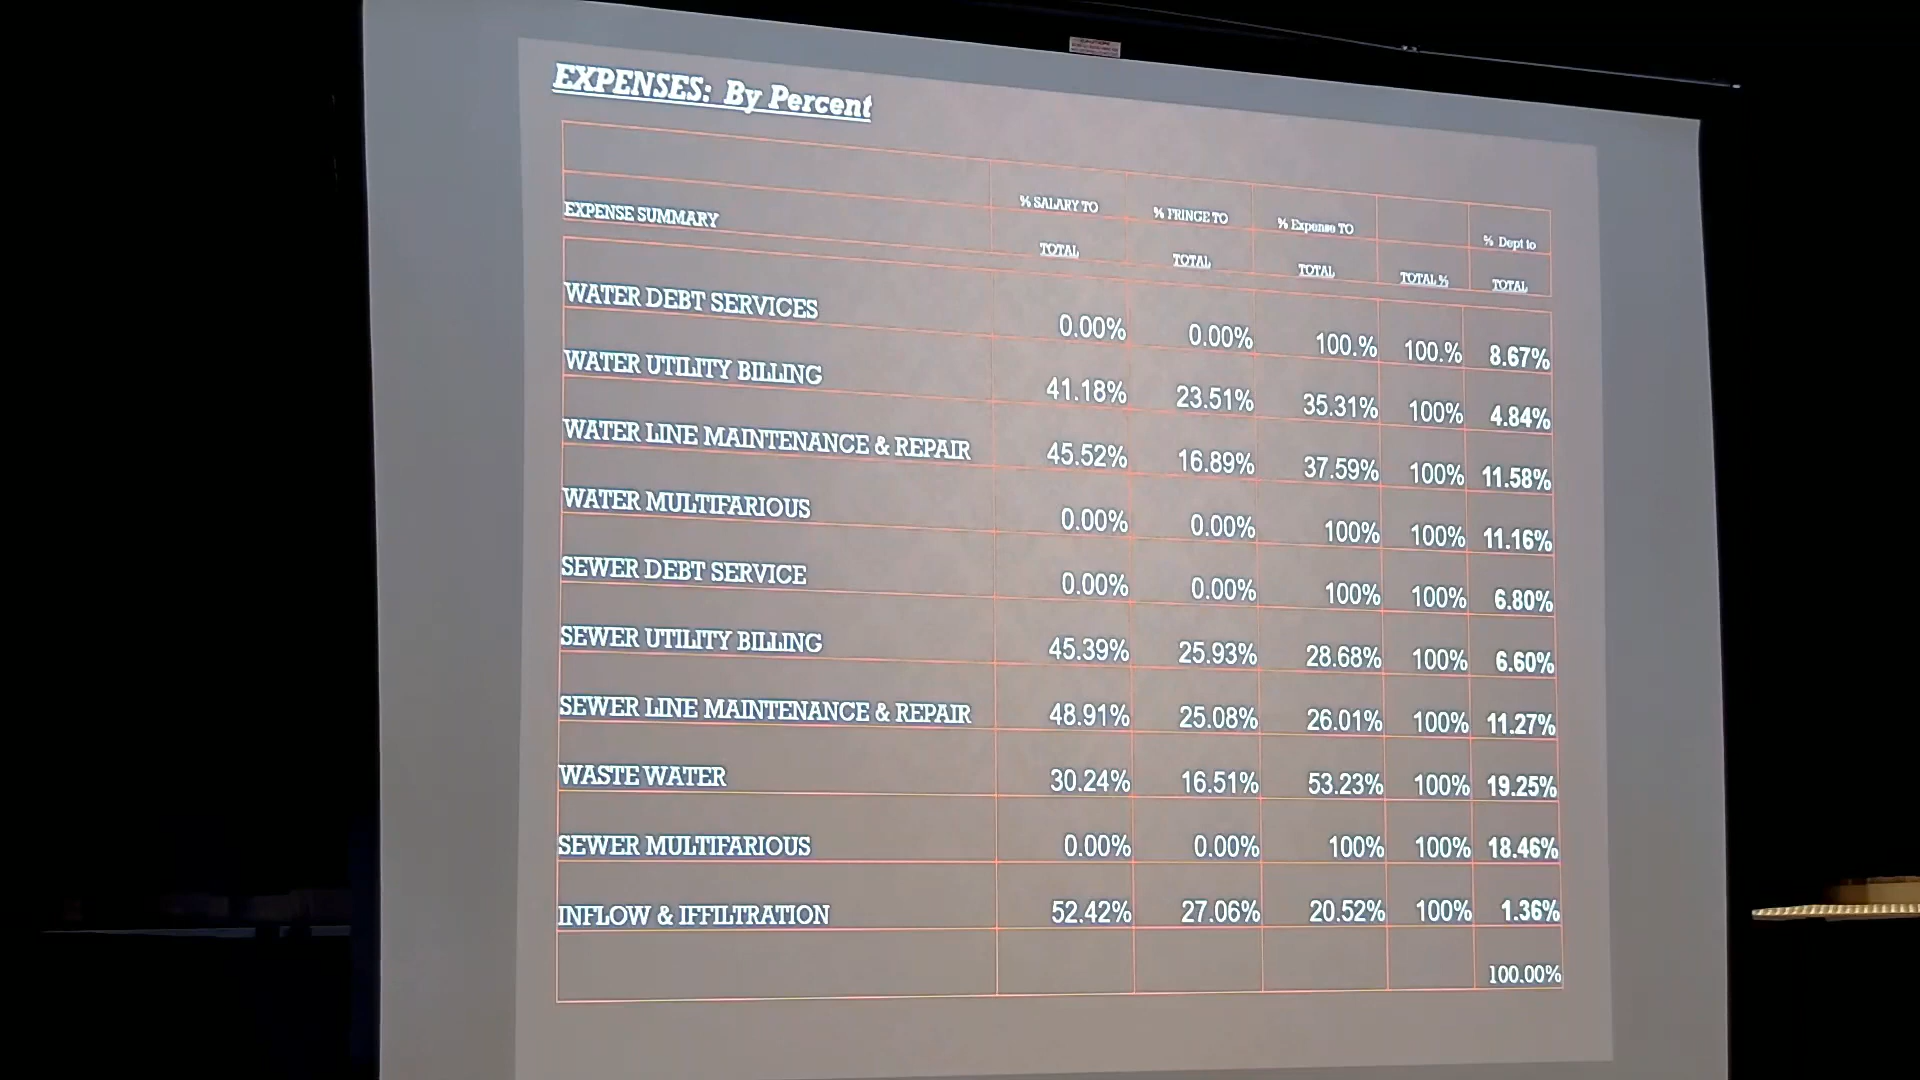 EXPENSES: By Percent
EXPENSE SUMMARY % SALARY TO TOTAL % FRINGE TO TOTAL % Expense TO TOTAL TOTAL % % Dept to TOTAL
WATER DEBT SERVICES 0.00% 0.00% 100.% 100.% 8.67%
WATER UTILITY BILLING 41.18% 23.51% 35.31% 100% 4.84%
WATER LINE MAINTENANCE & REPAIR 45.52% 16.89% 37.59% 100% 11.58%
WATER MULTIFARIOUS 0.00% 0.00% 100% 100% 11.16%
SEWER DEBT SERVICE 0.00% 0.00% 100% 100% 6.80%
SEWER UTILITY BILLING 45.39% 25.93% 28.68% 100% 6.60%
SEWER LINE MAINTENANCE & REPAIR 48.91% 25.08% 26.01% 100% 11.27%
WASTE WATER 30.24% 16.51% 53.23% 100% 19.25%
SEWER MULTIFARIOUS 0.00% 0.00% 100% 100% 18.46%
INFLOW & IFFILTRATION 52.42% 27.06% 20.52% 100% 1.36%
100.00%